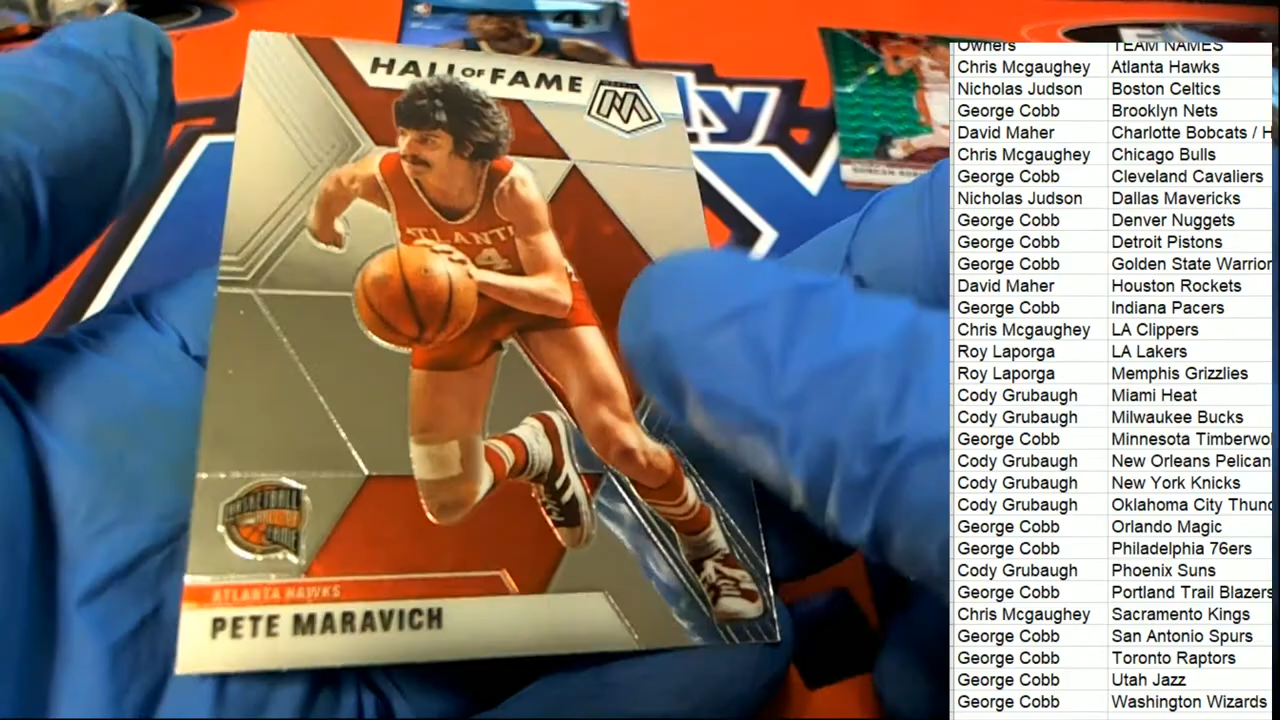 HALL OF FAME
MOSAIC
ATLANTA
44
BASKETBALL
HALL
FAME
ATLANTA HAWKS
PETE MARAVICH
Owners TEAM NAMES
Chris Mcgaughey Atlanta Hawks
Nicholas Judson Boston Celtics
George Cobb Brooklyn Nets
David Maher Charlotte Bobcats / H
Chris Mcgaughey Chicago Bulls
George Cobb Cleveland Cavaliers
Nicholas Judson Dallas Mavericks
George Cobb Denver Nuggets
George Cobb Detroit Pistons
George Cobb Golden State Warrior
David Maher Houston Rockets
George Cobb Indiana Pacers
Chris Mcgaughey LA Clippers
Roy Laporga LA Lakers
Roy Laporga Memphis Grizzlies
Cody Grubaugh Miami Heat
Cody Grubaugh Milwaukee Bucks
George Cobb Minnesota Timberwol
Cody Grubaugh New Orleans Pelican
Cody Grubaugh New York Knicks
Cody Grubaugh Oklahoma City Thund
George Cobb Orlando Magic
George Cobb Philadelphia 76ers
Cody Grubaugh Phoenix Suns
George Cobb Portland Trail Blazers
Chris Mcgaughey Sacramento Kings
George Cobb San Antonio Spurs
George Cobb Toronto Raptors
George Cobb Utah Jazz
George Cobb Washington Wizards